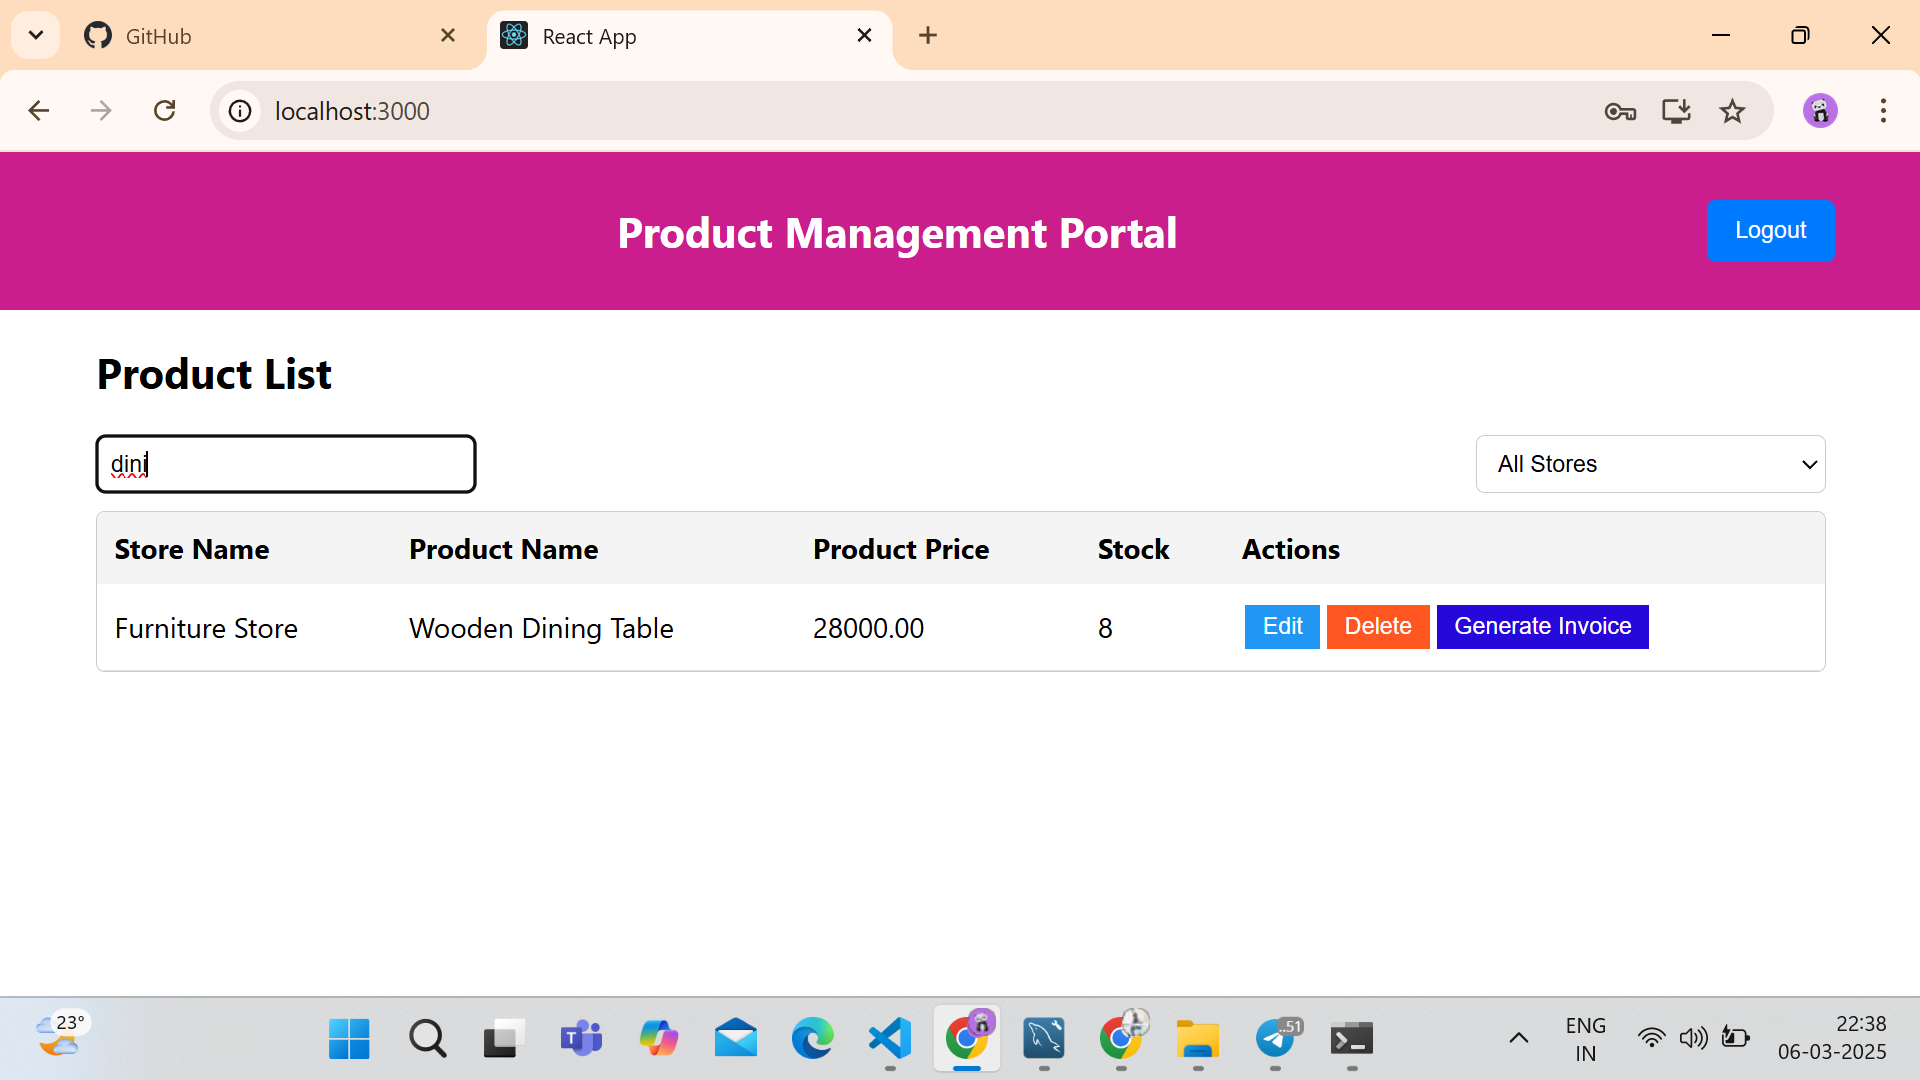 GitHub
React App
localhost:3000
Product Management Portal
Logout
Product List
dini
All Stores
Store Name Product Name Product Price Stock Actions
Furniture Store Wooden Dining Table 28000.00 8 Edit Delete Generate Invoice
23°
.51
ENG
IN
22:38
06-03-2025